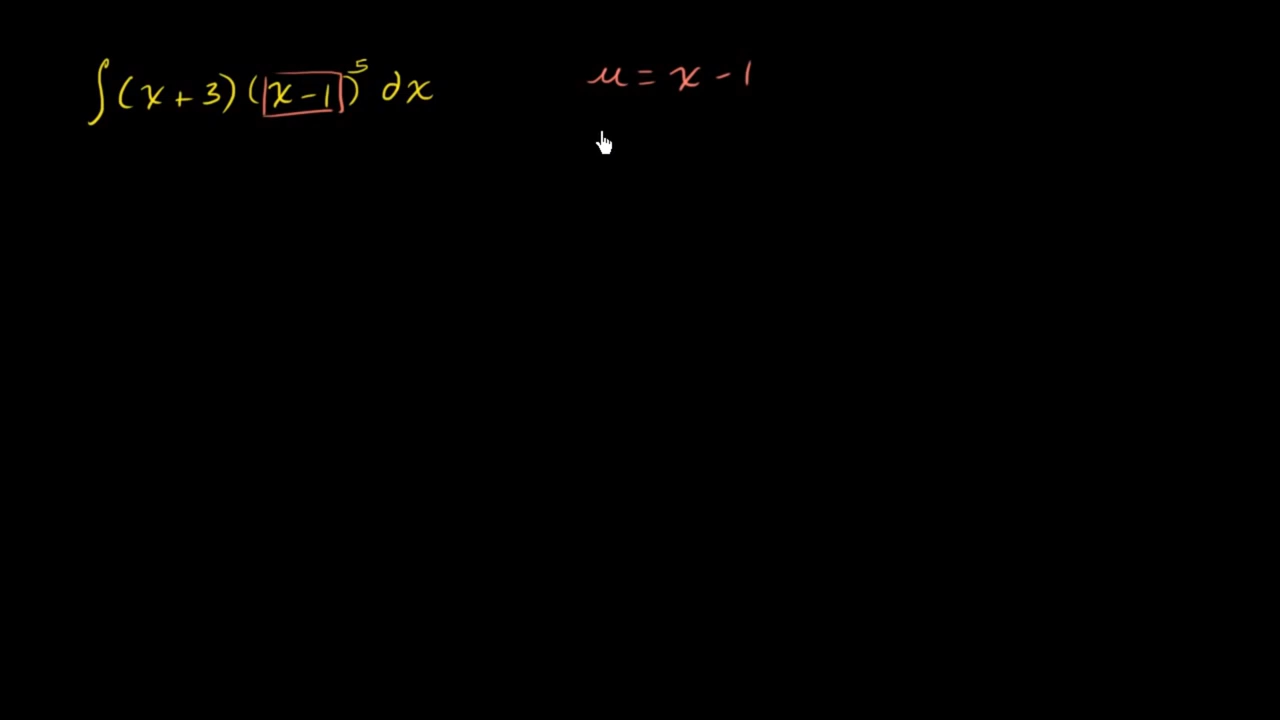 ∫(x+3)(x-1)⁵ dx
u = x - 1